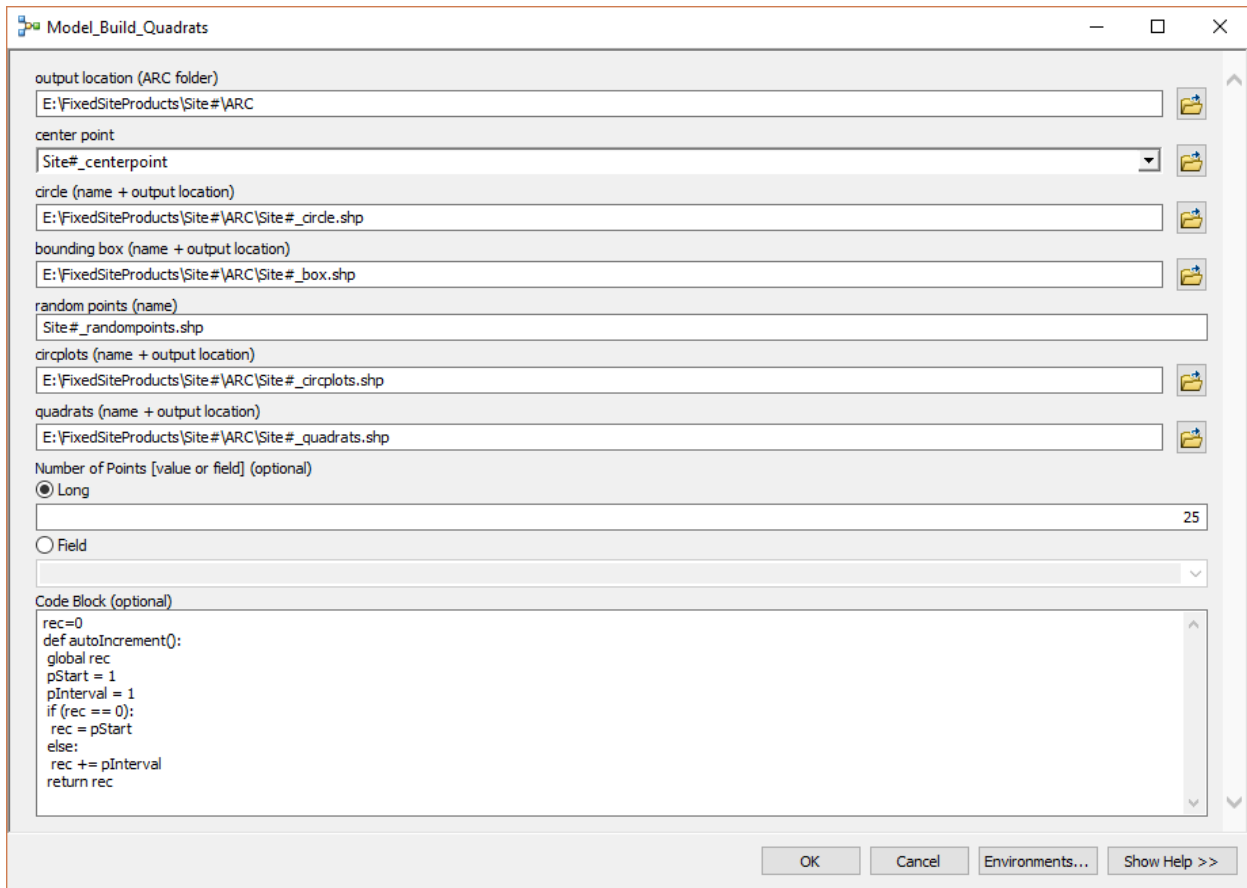 Model_Build_Quadrats
output location (ARC folder)
E:\FixedSiteProducts\Site#\ARC
center point
Site#_centerpoint
circle (name + output location)
E:\FixedSiteProducts\Site#\ARC\Site#_circle.shp
bounding box (name + output location)
E:\FixedSiteProducts\Site#\ARC\Site#_box.shp
random points (name)
Site#_randompoints.shp
circplots (name + output location)
E:\FixedSiteProducts\Site#\ARC\Site#_circplots.shp
quadrats (name + output location)
E:\FixedSiteProducts\Site#\ARC\Site#_quadrats.shp
Number of Points [value or field] (optional)
Long
25
Field
Code Block (optional)
rec=0
def autoIncrement():
 global rec
 pStart = 1
 pInterval = 1
 if (rec == 0):
  rec = pStart
 else:
  rec += pInterval
 return rec
OK Cancel Environments... Show Help >>